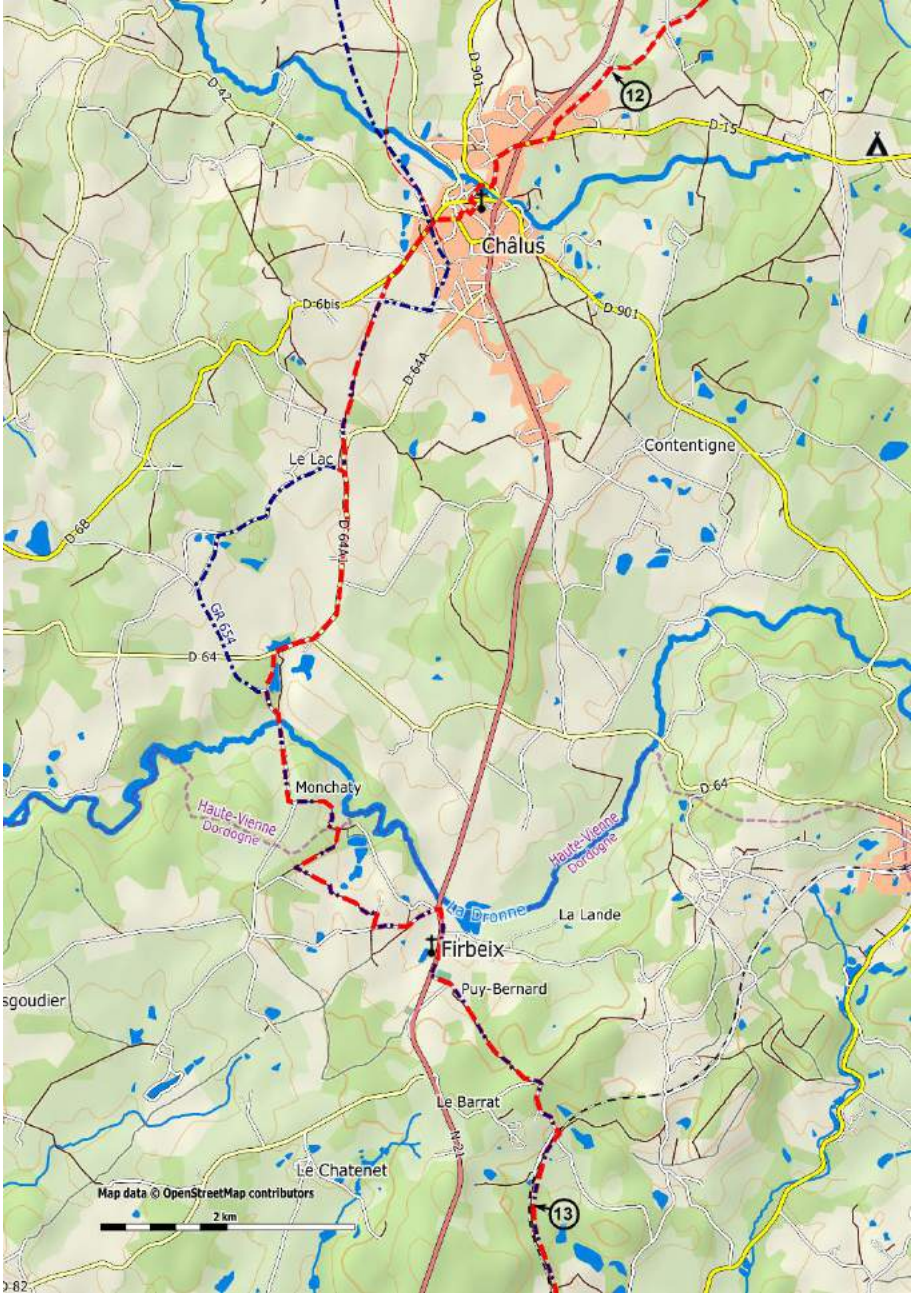 D 42
D 901
12
D 15
Châlus
D 6bis
D 901
D 64A
Contentigne
Le Lac
D 6B
D 64A1
GR 654
D 64
Monchaty
D 64
Haute-Vienne
Dordogne
Haute-Vienne
Dordogne
La Dronne
La Lande
Firbeix
Puy-Bernard
sgoudier
Le Barrat
N 21
Le Chatenet
Map data © OpenStreetMap contributors
2 km
13
D 82